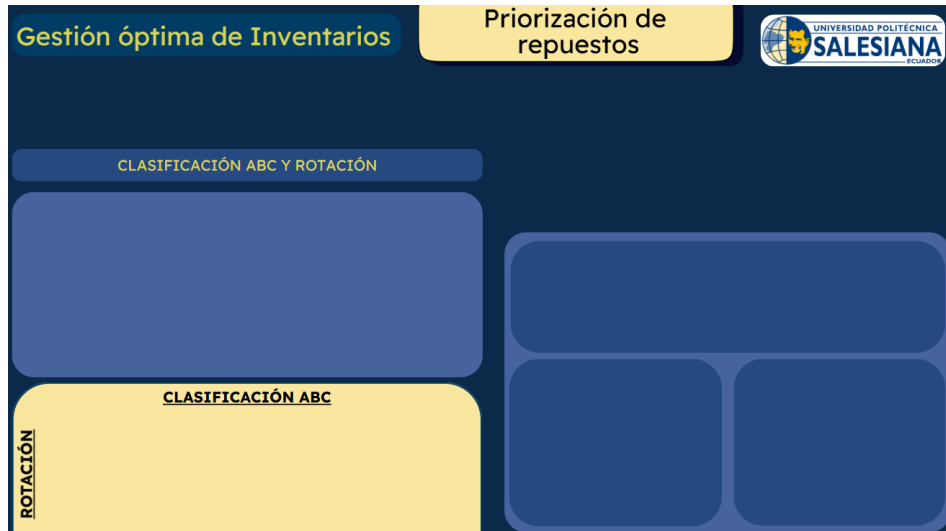 Gestión óptima de Inventarios
Priorización de
repuestos
UNIVERSIDAD POLITÉCNICA
SALESIANA
ECUADOR
CLASIFICACIÓN ABC Y ROTACIÓN
CLASIFICACIÓN ABC
ROTACIÓN